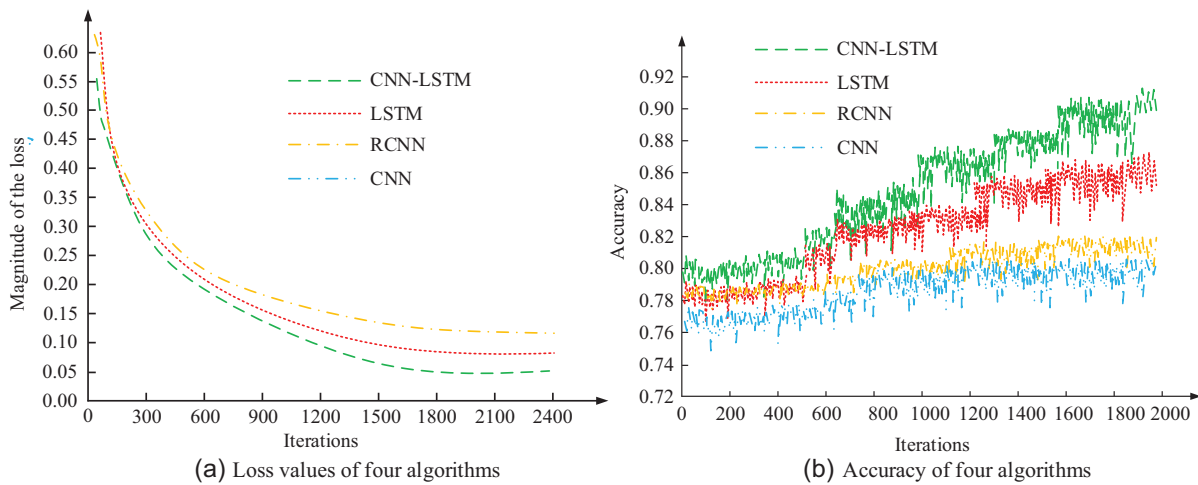 0.60
0.55
0.50
0.45
0.40
0.35
0.30
0.25
0.20
0.15
0.10
0.05
0.00
Magnitude of the loss
CNN-LSTM
LSTM
RCNN
CNN
0 300 600 900 1200 1500 1800 2100 2400
Iterations
(a) Loss values of four algorithms
0.92
0.90
0.88
0.86
0.84
0.82
0.80
0.78
0.76
0.74
0.72
Accuracy
CNN-LSTM
LSTM
RCNN
CNN
0 200 400 600 800 1000 1200 1400 1600 1800 2000
Iterations
(b) Accuracy of four algorithms